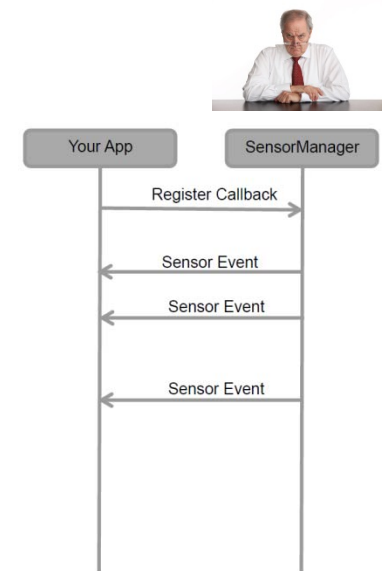 Your App
SensorManager
Register Callback
Sensor Event
Sensor Event
Sensor Event